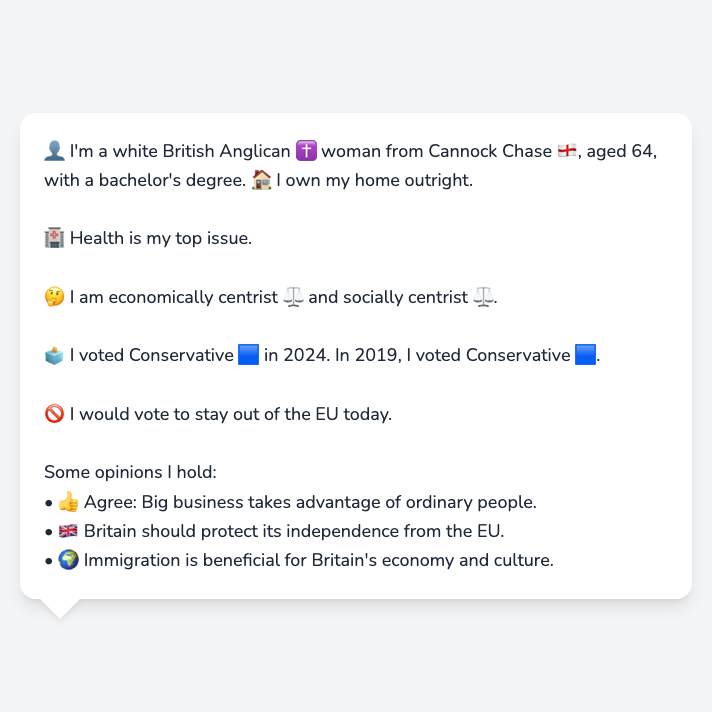 👤 I'm a white British Anglican ✝️ woman from Cannock Chase 🏴󠁧󠁢󠁥󠁮󠁧󠁿, aged 64,
with a bachelor's degree. 🏠 I own my home outright.
🏥 Health is my top issue.
🤔 I am economically centrist ⚖️ and socially centrist ⚖️.
🗳️ I voted Conservative 🟦 in 2024. In 2019, I voted Conservative 🟦.
🚫 I would vote to stay out of the EU today.
Some opinions I hold:
• 👍 Agree: Big business takes advantage of ordinary people.
• 🇬🇧 Britain should protect its independence from the EU.
• 🌍 Immigration is beneficial for Britain's economy and culture.